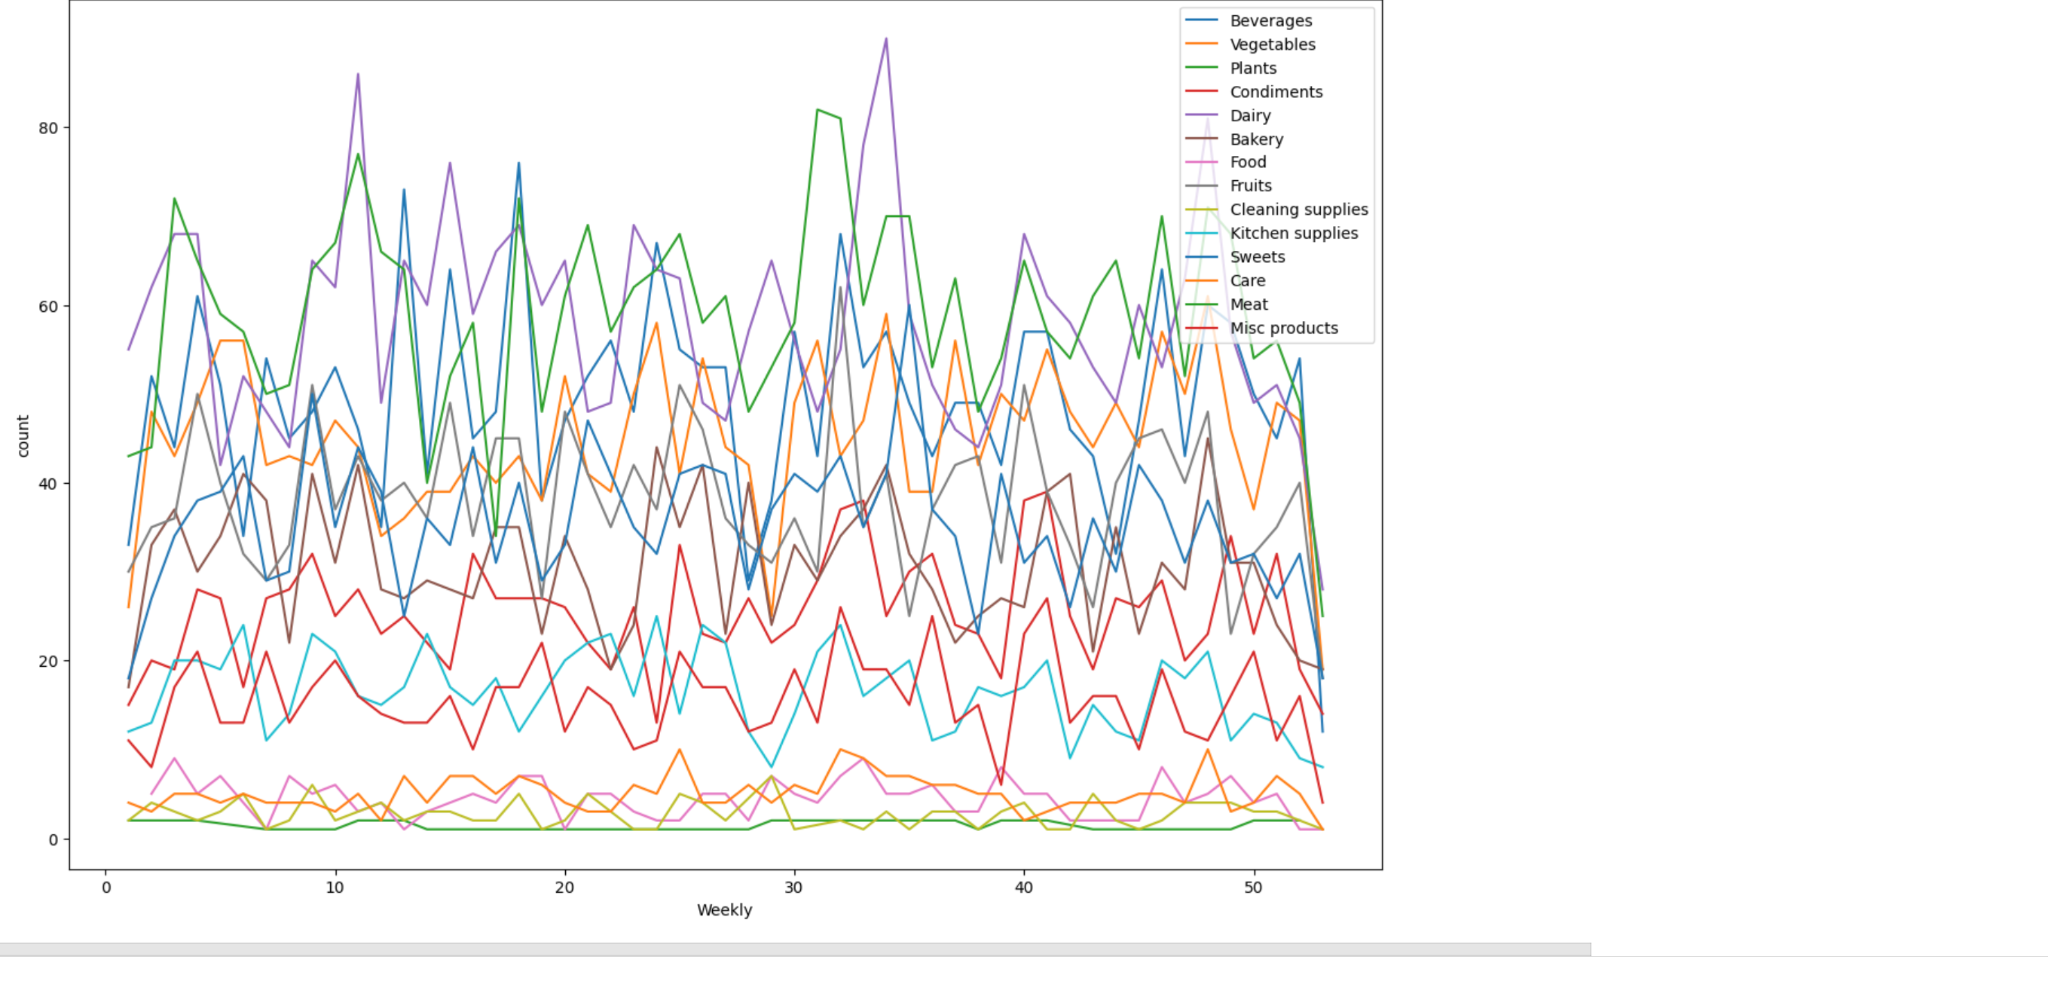 Beverages
Vegetables
Plants
Condiments
Dairy
Bakery
Food
Fruits
Cleaning supplies
Kitchen supplies
Sweets
Care
Meat
Misc products
80
60
40
20
0
count
0 10 20 30 40 50
Weekly